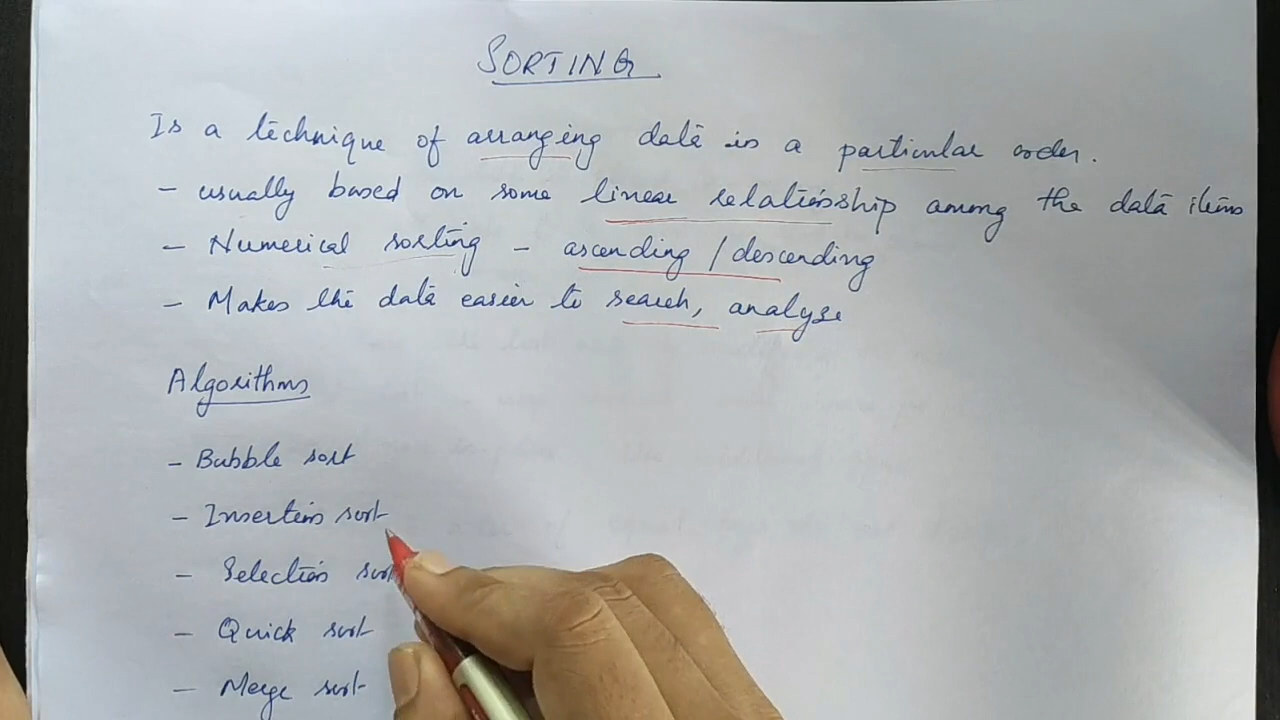 SORTING
Is a technique of arranging data in a particular order.
- usually based on some linear relationship among the data items
- Numerical sorting - ascending / descending
- Makes the data easier to search, analyse
Algorithms
- Bubble sort
- Insertion sort
- Selection sort
- Quick sort
- Merge sort